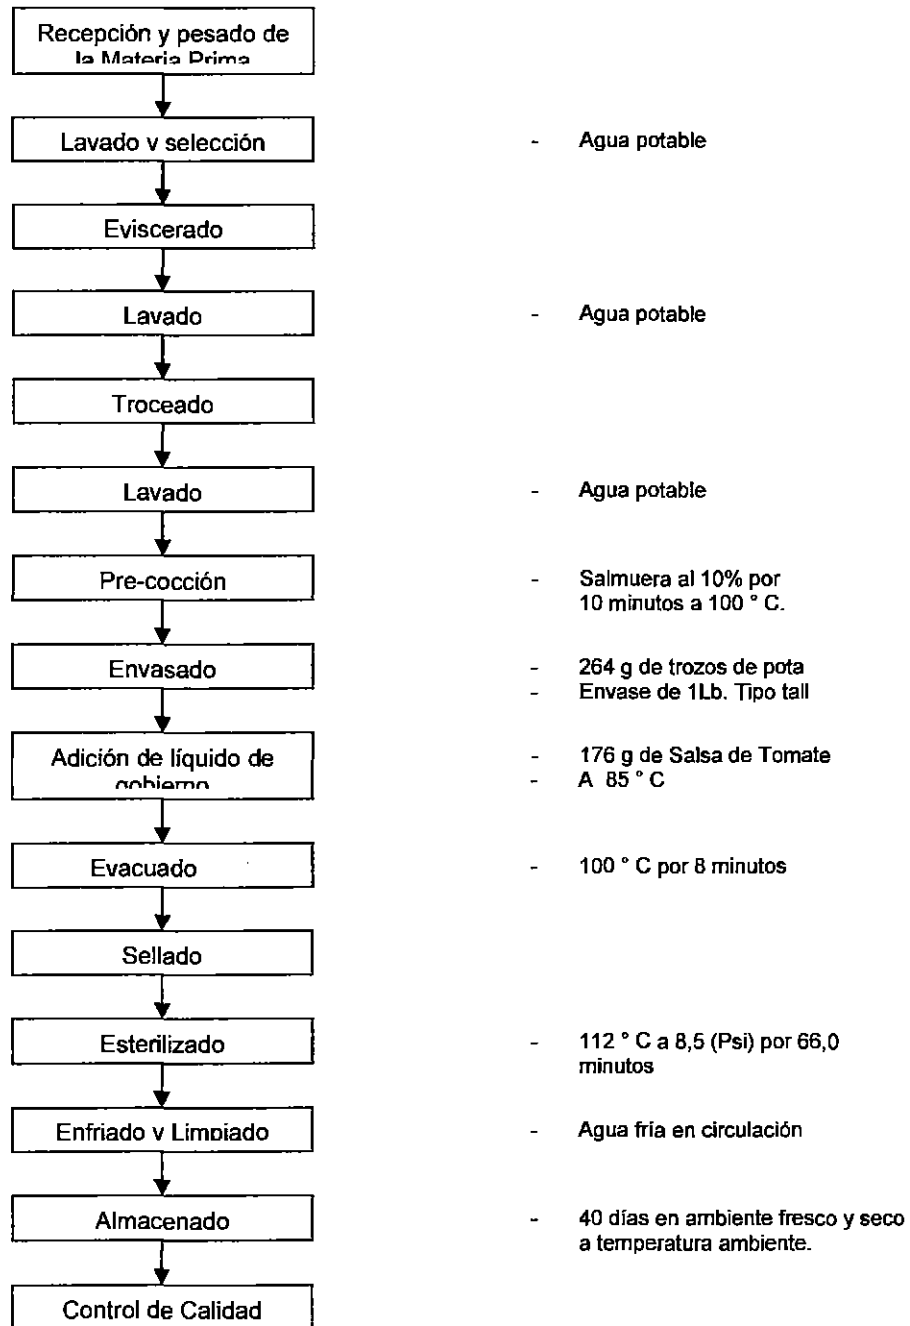 Recepción y pesado de
la Materia Prima
Lavado y selección
- Agua potable
Eviscerado
Lavado
- Agua potable
Troceado
Lavado
- Agua potable
Pre-cocción
- Salmuera al 10% por
10 minutos a 100 ° C.
Envasado
- 264 g de trozos de pota
- Envase de 1Lb. Tipo tall
Adición de líquido de
gobierno
- 176 g de Salsa de Tomate
- A 85 ° C
Evacuado
- 100 ° C por 8 minutos
Sellado
Esterilizado
- 112 ° C a 8,5 (Psi) por 66,0
minutos
Enfriado y Limpiado
- Agua fría en circulación
Almacenado
- 40 días en ambiente fresco y seco
a temperatura ambiente.
Control de Calidad